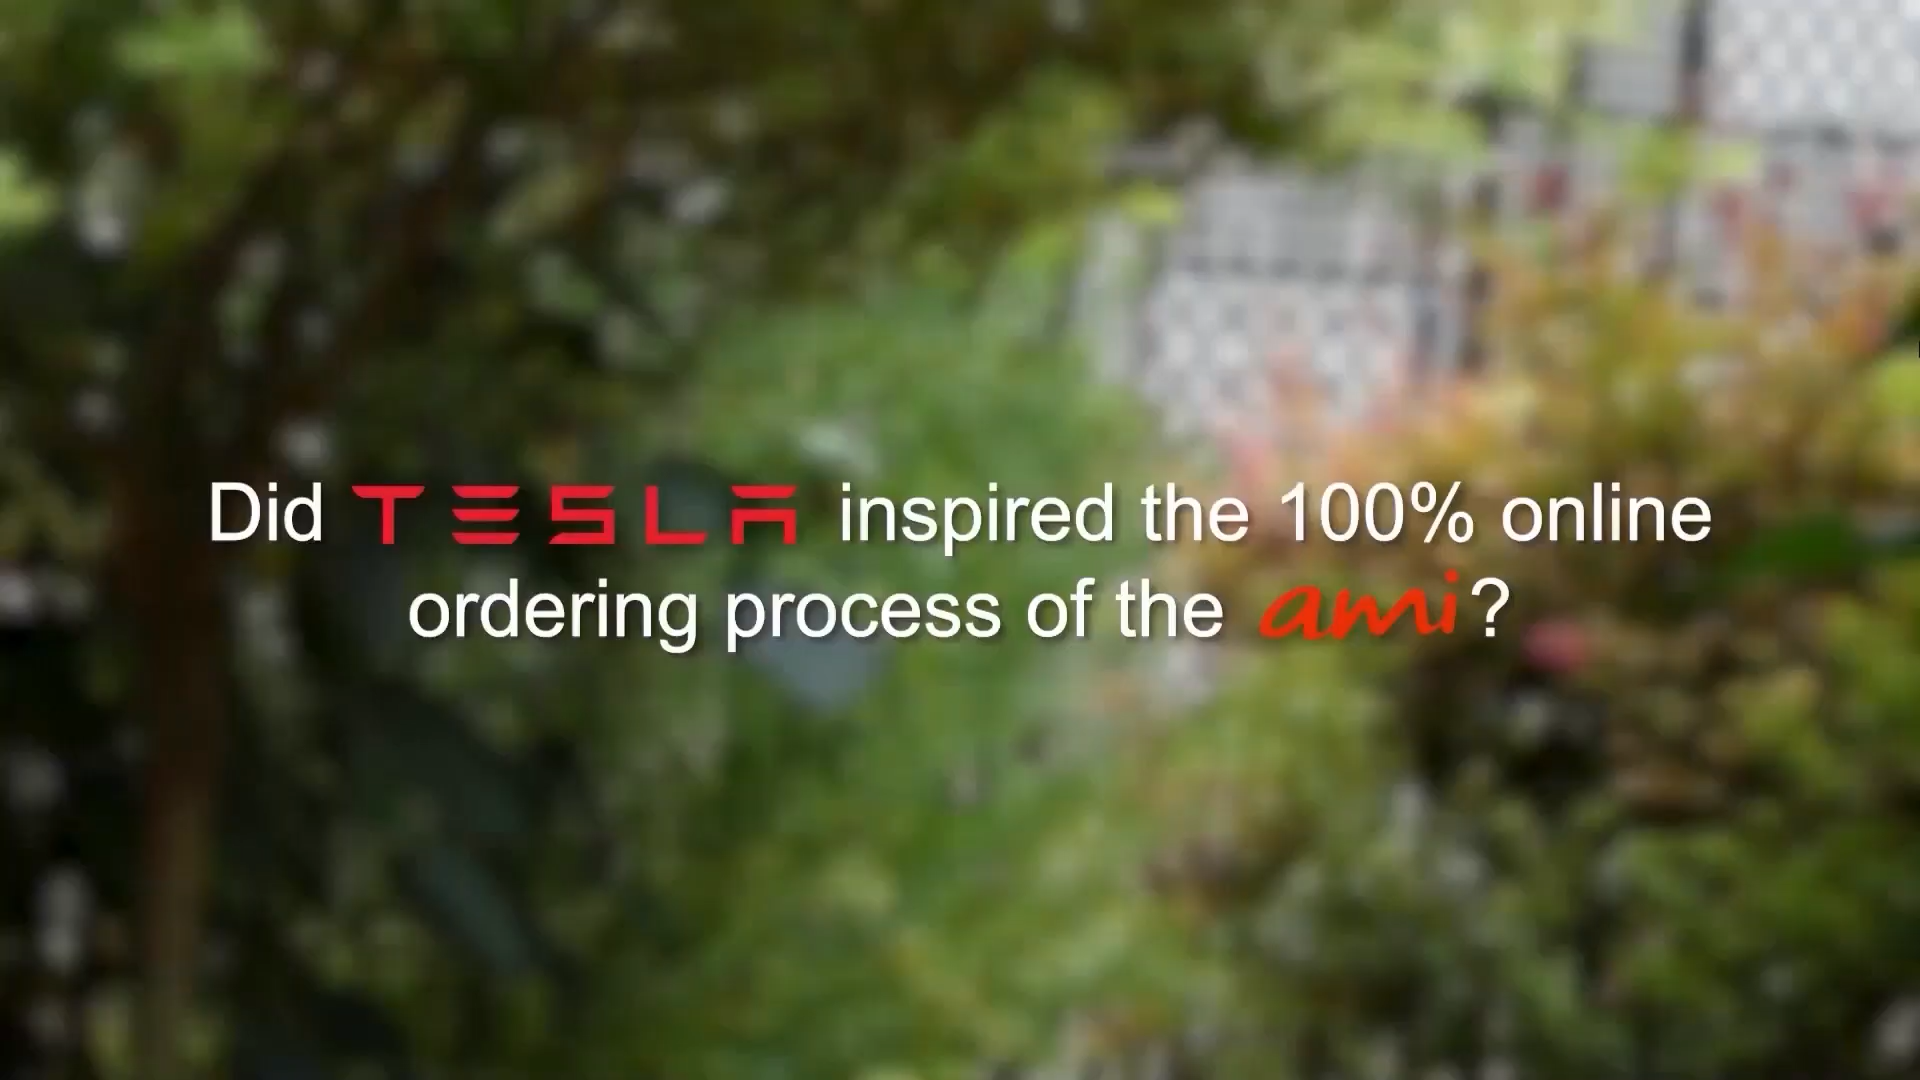 Did TESLA inspired the 100% online
ordering process of the ami?